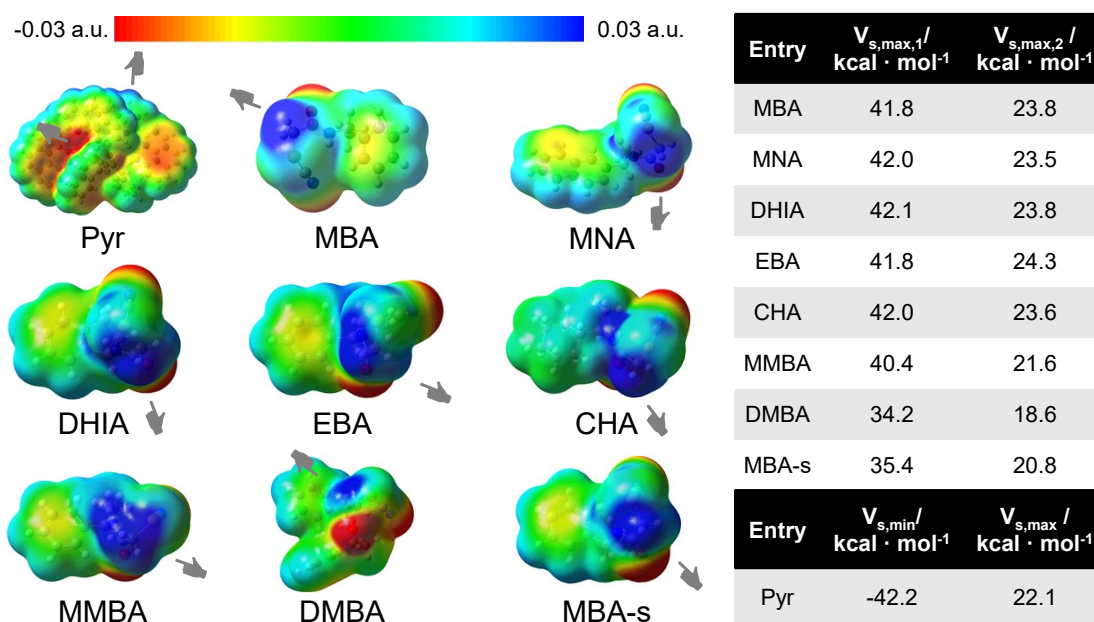 -0.03 a.u. 0.03 a.u.
Pyr MBA MNA
DHIA EBA CHA
MMBA DMBA MBA-s
Entry Vs,max,1/ kcal · mol-1 Vs,max,2 / kcal · mol-1
MBA 41.8 23.8
MNA 42.0 23.5
DHIA 42.1 23.8
EBA 41.8 24.3
CHA 42.0 23.6
MMBA 40.4 21.6
DMBA 34.2 18.6
MBA-s 35.4 20.8
Entry Vs,min/ kcal · mol-1 Vs,max / kcal · mol-1
Pyr -42.2 22.1